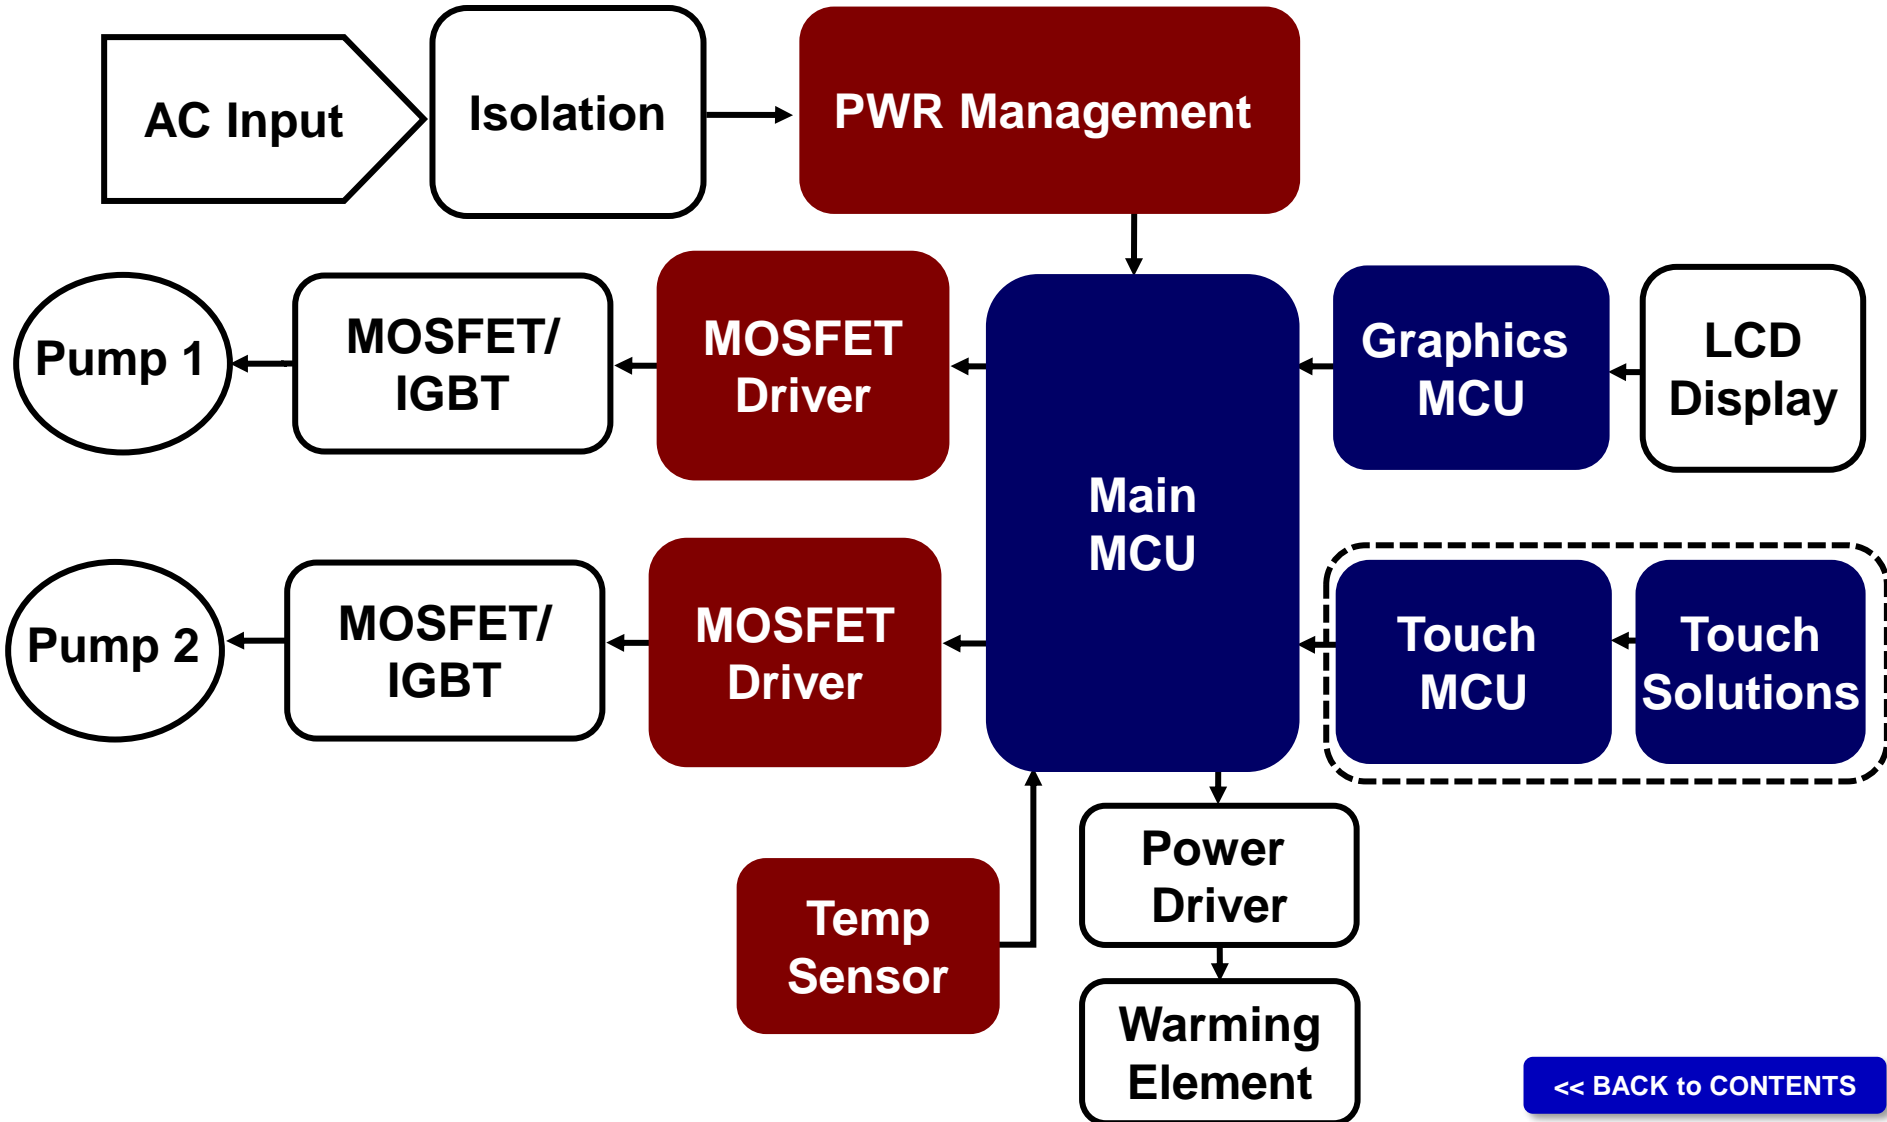 AC Input
Isolation
PWR Management
Pump 1
MOSFET/
IGBT
MOSFET
Driver
Main
MCU
Graphics
MCU
LCD
Display
Pump 2
MOSFET/
IGBT
MOSFET
Driver
Touch
MCU
Touch
Solutions
Temp
Sensor
Power
Driver
Warming
Element
<< BACK to CONTENTS